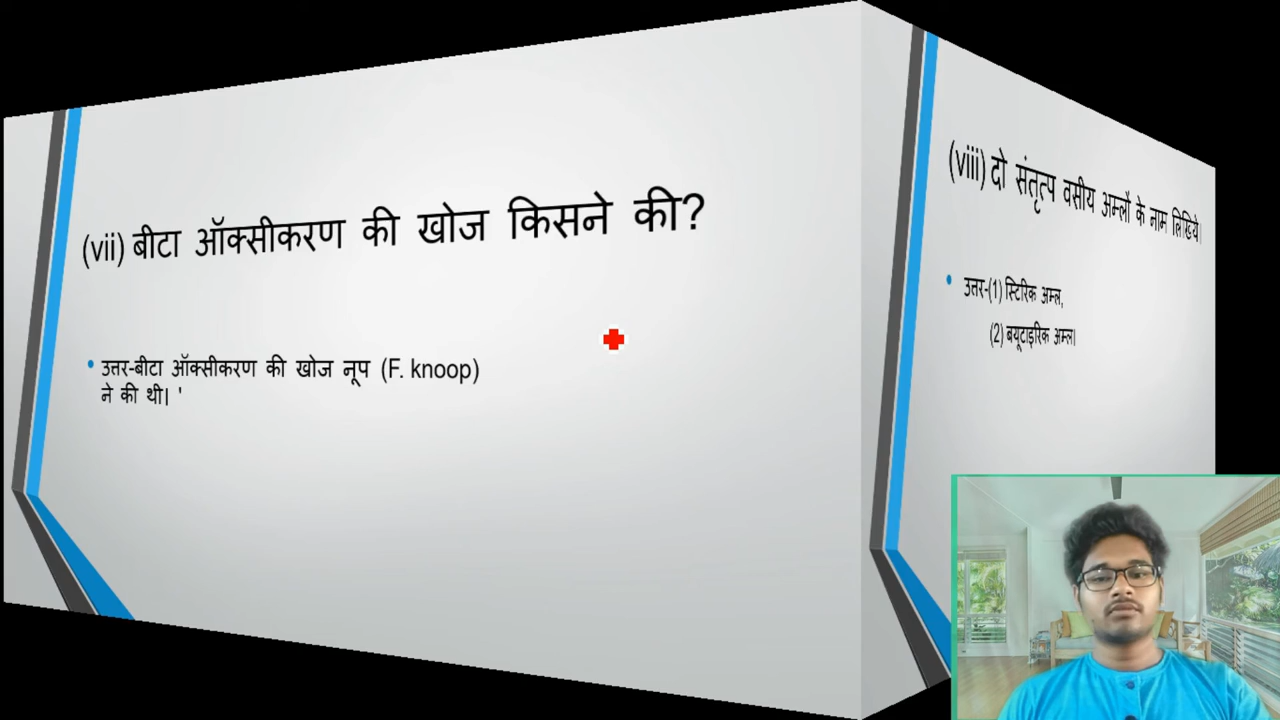 (vii) बीटा ऑक्सीकरण की खोज किसने की?
• उत्तर-बीटा ऑक्सीकरण की खोज नूप (F. knoop)
ने की थी। '
(viii) दो संतृत्प वसीय अम्लों के नाम लिखिये।
• उत्तर-(1) स्टिरिक अम्ल,
(2) बयूटाइरिक अम्ल।